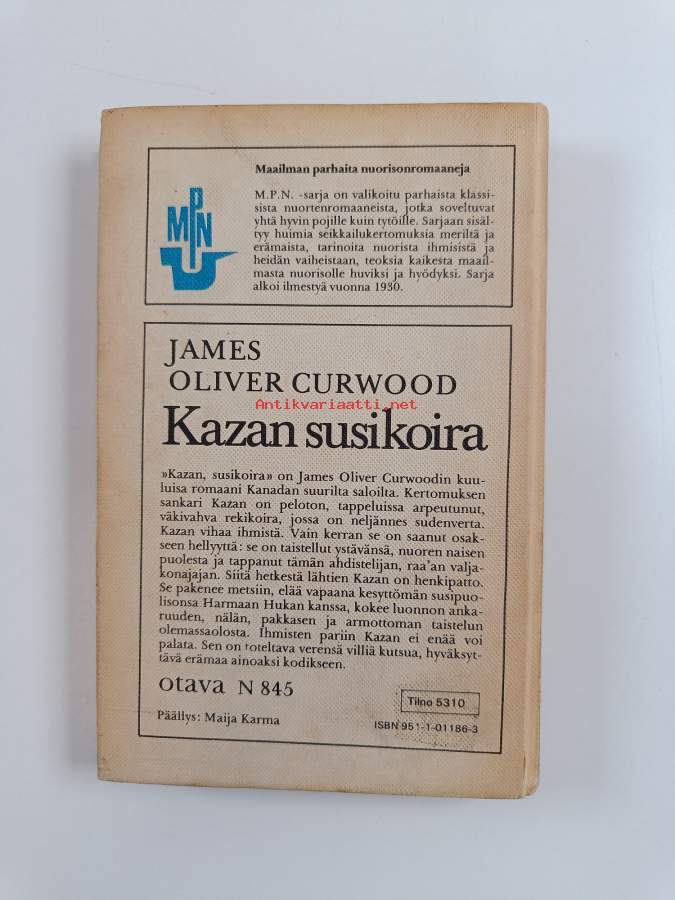 Maailman parhaita nuorisonromaaneja
M.P.N. -sarja on valikoitu parhaista klassi-
sista nuortenromaaneista, jotka soveltuvat
yhtä hyvin pojille kuin tytöille. Sarjaan sisäl-
tyy huimia seikkailukertomuksia meriltä ja
erämaista, tarinoita nuorista ihmisistä ja
heidän vaiheistaan, teoksia kaikesta maail-
masta nuorisolle huviksi ja hyödyksi. Sarja
alkoi ilmestyä vuonna 1930.
MPN
JAMES
OLIVER CURWOOD
Antikvariaatti.net
Kazan susikoira
»Kazan, susikoira» on James Oliver Curwoodin kuu-
luisa romaani Kanadan suurilta saloilta. Kertomuksen
sankari Kazan on peloton, tappeluissa arpeutunut,
väkivahva rekikoira, jossa on neljännes sudenverta.
Kazan vihaa ihmistä. Vain kerran se on saanut osak-
seen hellyyttä: se on taistellut ystävänsä, nuoren naisen
puolesta ja tappanut tämän ahdistelijan, raa'an valja-
konajajan. Siitä hetkestä lähtien Kazan on henkipatto.
Se pakenee metsiin, elää vapaana kesyttömän susipuo-
lisonsa Harmaan Hukan kanssa, kokee luonnon anka-
ruuden, nälän, pakkasen ja armottoman taistelun
olemassaolosta. Ihmisten pariin Kazan ei enää voi
palata. Sen on toteltava verensä villiä kutsua, hyväksyt-
tävä erämaa ainoaksi kodikseen.
otava N 845
Tilno 5310
Päällys: Maija Karma
ISBN 951-1-01186-3